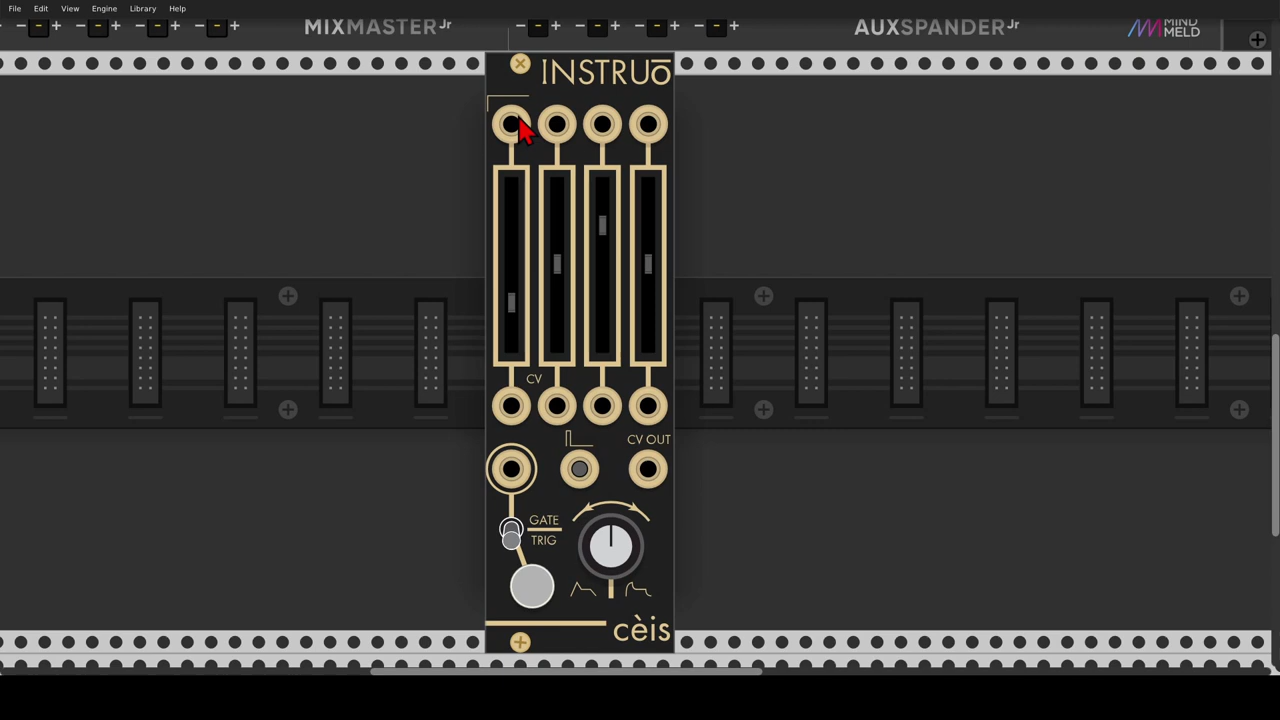 File Edit View Engine Library Help
MIXMASTER Jr
AUXSPANDER Jr
MIND
MELD
INSTRUō
CV
CV OUT
GATE
TRIG
cèis